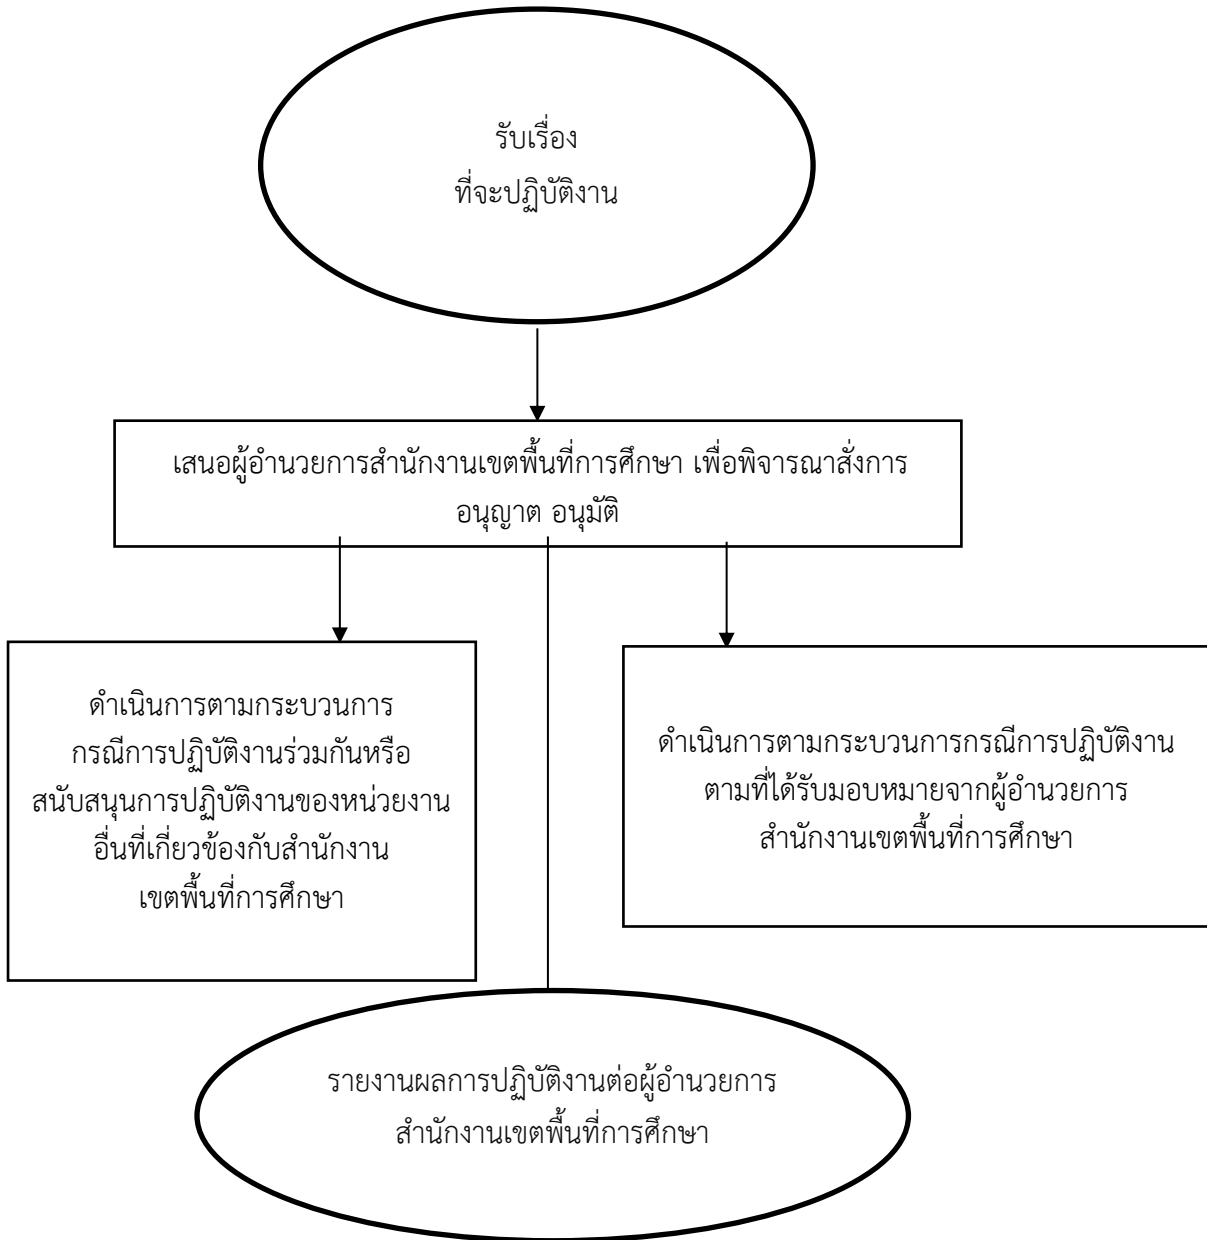 รับเรื่อง
ที่จะปฏิบัติงาน
เสนอผู้อำนวยการสำนักงานเขตพื้นที่การศึกษา เพื่อพิจารณาสั่งการ
อนุญาต อนุมัติ
ดำเนินการตามกระบวนการ
กรณีการปฏิบัติงานร่วมกันหรือ
สนับสนุนการปฏิบัติงานของหน่วยงาน
อื่นที่เกี่ยวข้องกับสำนักงาน
เขตพื้นที่การศึกษา
ดำเนินการตามกระบวนการกรณีการปฏิบัติงาน
ตามที่ได้รับมอบหมายจากผู้อำนวยการ
สำนักงานเขตพื้นที่การศึกษา
รายงานผลการปฏิบัติงานต่อผู้อำนวยการ
สำนักงานเขตพื้นที่การศึกษา